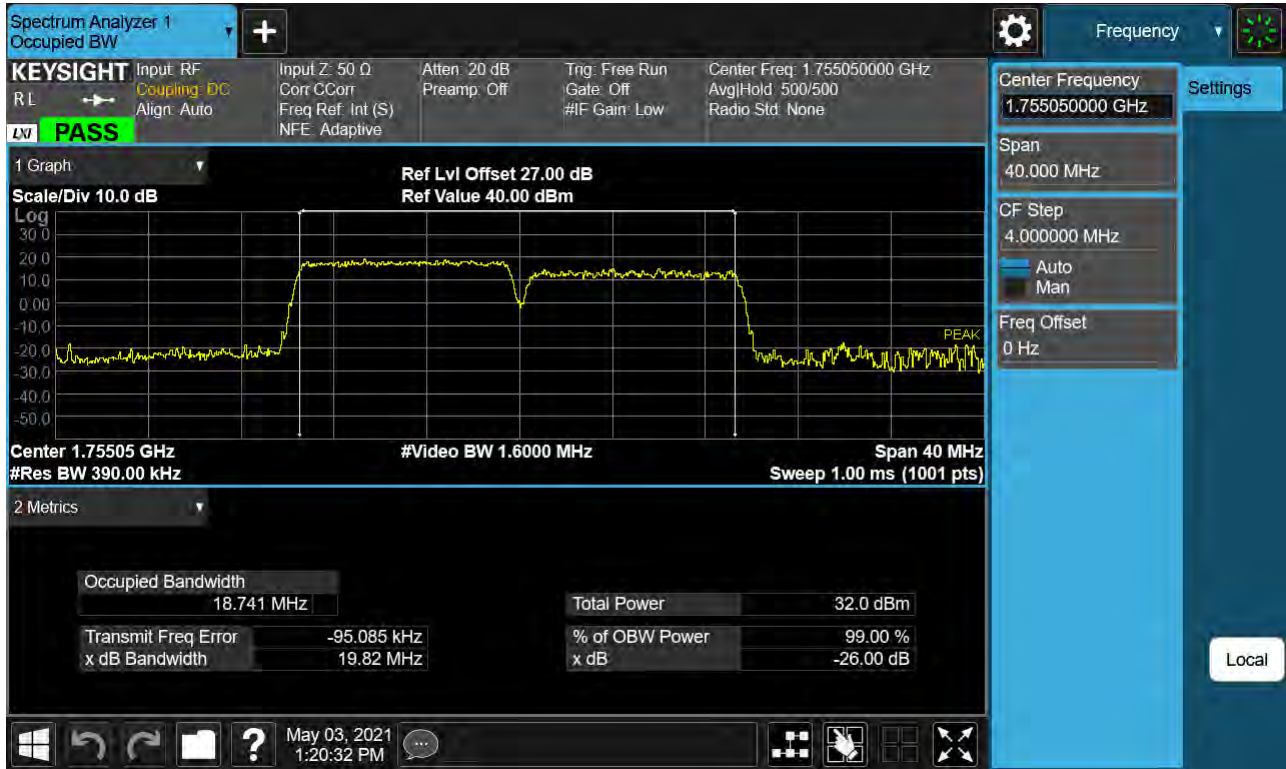 Spectrum Analyzer 1
Occupied BW
Frequency
KEYSIGHT
RL
LXI
PASS
Input: RF
Coupling: DC
Align: Auto
Input Z: 50 Ω
Corr CCorr
Freq Ref: Int (S)
NFE: Adaptive
Atten: 20 dB
Preamp: Off
Trig: Free Run
Gate: Off
#IF Gain: Low
Center Freq: 1.755050000 GHz
Avg|Hold: 500/500
Radio Std: None
1 Graph
Scale/Div 10.0 dB
Ref Lvl Offset 27.00 dB
Ref Value 40.00 dBm
Log
30.0
20.0
10.0
0.00
-10.0
-20.0
-30.0
-40.0
-50.0
PEAK
Center 1.75505 GHz
#Video BW 1.6000 MHz
Span 40 MHz
#Res BW 390.00 kHz
Sweep 1.00 ms (1001 pts)
2 Metrics
Occupied Bandwidth
18.741 MHz
Total Power 32.0 dBm
Transmit Freq Error -95.085 kHz
% of OBW Power 99.00 %
x dB Bandwidth 19.82 MHz
x dB -26.00 dB
Center Frequency
1.755050000 GHz
Settings
Span
40.000 MHz
CF Step
4.000000 MHz
Auto
Man
Freq Offset
0 Hz
Local
?
May 03, 2021
1:20:32 PM